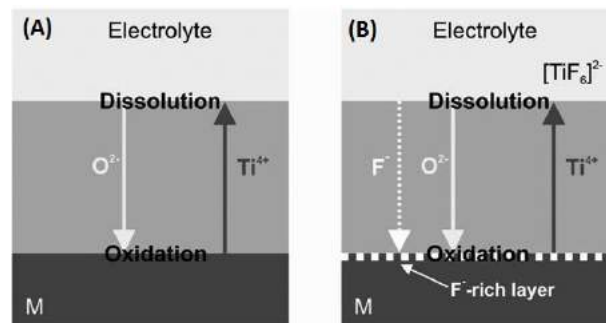 (A)
Electrolyte
Dissolution
O²⁻
Ti⁴⁺
Oxidation
M
(B)
Electrolyte
[TiF₆]²⁻
Dissolution
F⁻
O²⁻
Ti⁴⁺
Oxidation
F⁻-rich layer
M